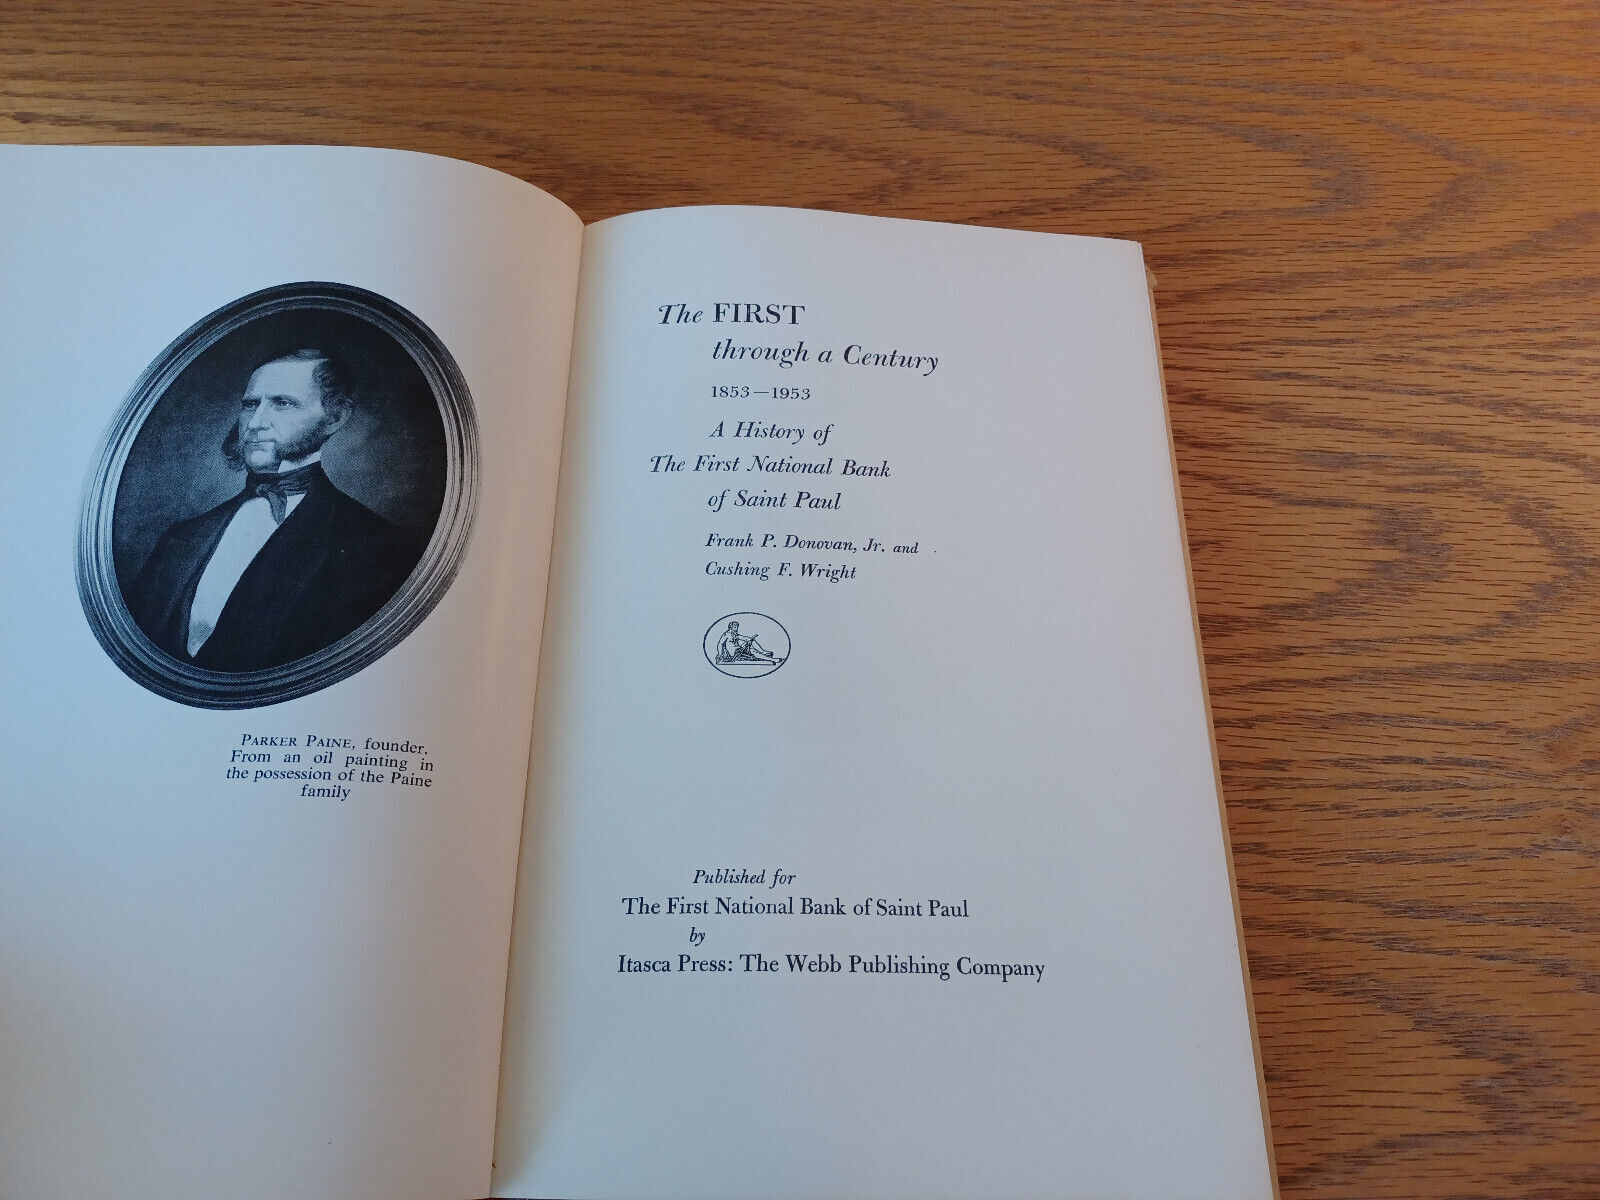 PARKER PAINE, founder.
From an oil painting in
the possession of the Paine
family
The FIRST
through a Century
1853—1953
A History of
The First National Bank
of Saint Paul
Frank P. Donovan, Jr. and
Cushing F. Wright
Published for
The First National Bank of Saint Paul
by
Itasca Press: The Webb Publishing Company